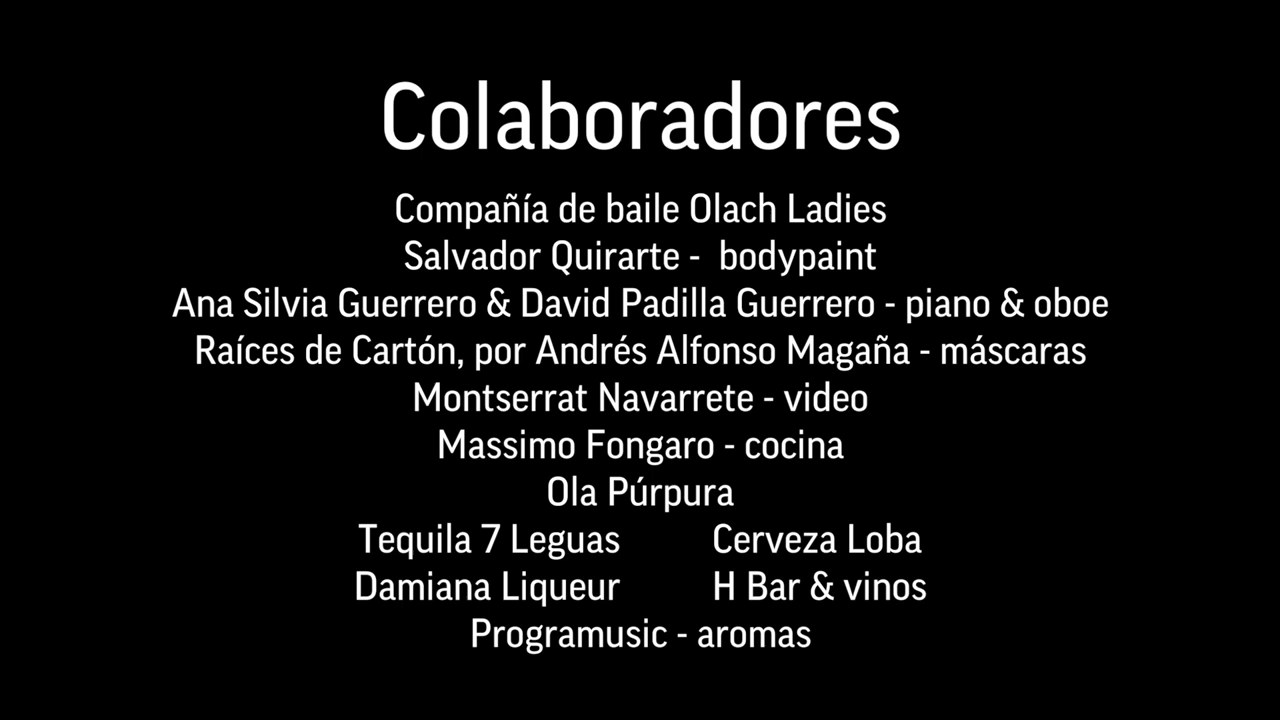 Colaboradores
Compañía de baile Olach Ladies
Salvador Quirarte - bodypaint
Ana Silvia Guerrero & David Padilla Guerrero - piano & oboe
Raíces de Cartón, por Andrés Alfonso Magaña - máscaras
Montserrat Navarrete - video
Massimo Fongaro - cocina
Ola Púrpura
Tequila 7 Leguas Cerveza Loba
Damiana Liqueur H Bar & vinos
Programusic - aromas